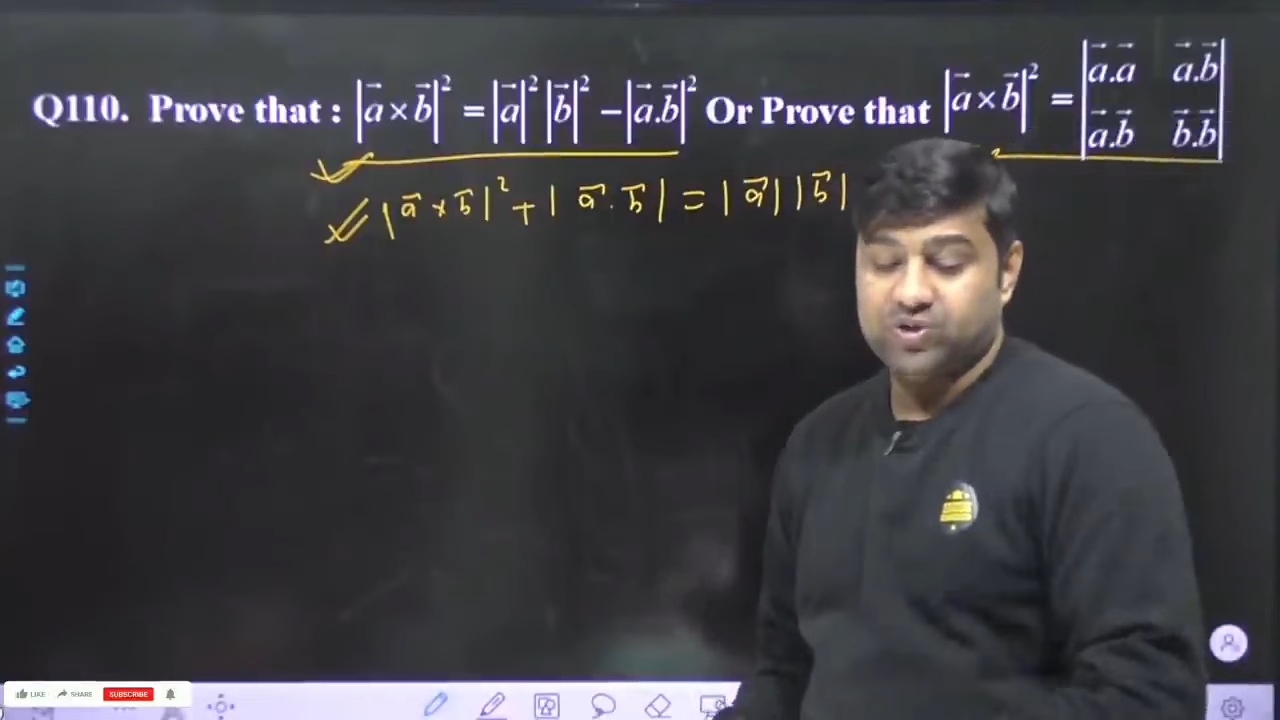 Q110. Prove that : |a⃗ × b⃗|² = |a⃗|² |b⃗|² − |a⃗.b⃗|² Or Prove that |a⃗ × b⃗|² = | a⃗.a⃗ a⃗.b⃗ |
| a⃗.b⃗ b⃗.b⃗ |
|a⃗ × b⃗|² + | a⃗ . b⃗ | = | a⃗ | | b⃗ |
LIKE SHARE SUBSCRIBE